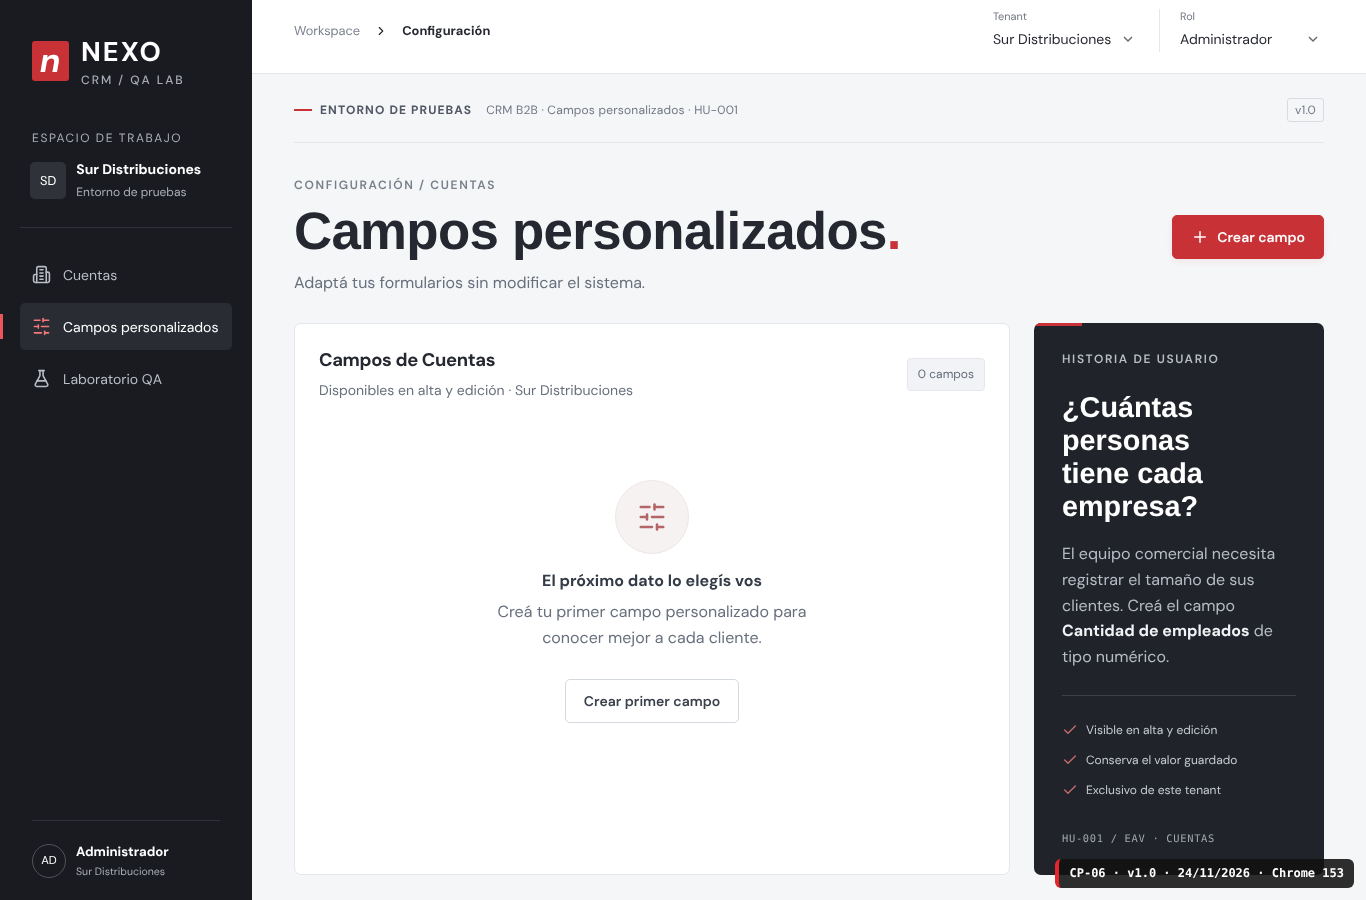 n NEXO
CRM / QA LAB
ESPACIO DE TRABAJO
SD Sur Distribuciones
Entorno de pruebas
Cuentas
Campos personalizados
Laboratorio QA
AD Administrador
Sur Distribuciones
Workspace Configuración
Tenant
Sur Distribuciones
Rol
Administrador
ENTORNO DE PRUEBAS CRM B2B · Campos personalizados · HU-001 v1.0
CONFIGURACIÓN / CUENTAS
Campos personalizados.
Adaptá tus formularios sin modificar el sistema.
Crear campo
Campos de Cuentas
Disponibles en alta y edición · Sur Distribuciones
0 campos
El próximo dato lo elegís vos
Creá tu primer campo personalizado para
conocer mejor a cada cliente.
Crear primer campo
HISTORIA DE USUARIO
¿Cuántas
personas
tiene cada
empresa?
El equipo comercial necesita
registrar el tamaño de sus
clientes. Creá el campo
Cantidad de empleados de
tipo numérico.
Visible en alta y edición
Conserva el valor guardado
Exclusivo de este tenant
HU-001 / EAV · CUENTAS
CP-06 · v1.0 · 24/11/2026 · Chrome 153